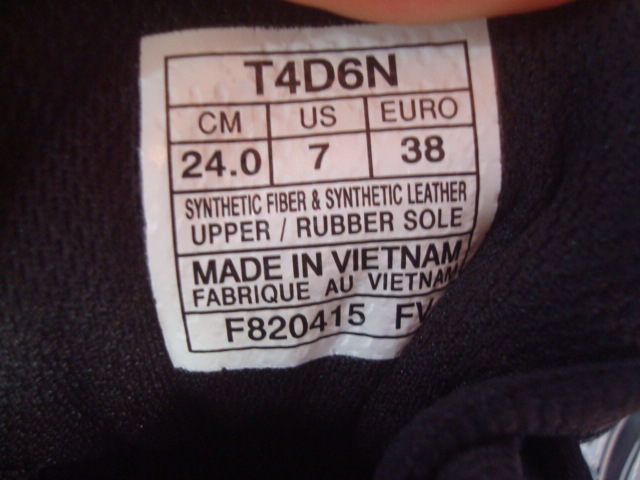 T4D6N
CM US EURO
24.0 7 38
SYNTHETIC FIBER & SYNTHETIC LEATHER
UPPER / RUBBER SOLE
MADE IN VIETNAM
FABRIQUE AU VIETNAM
F820415